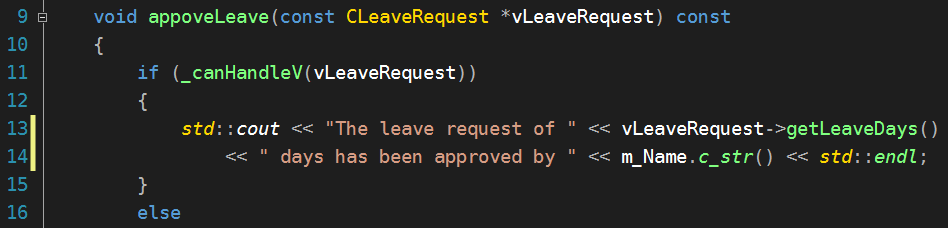 9 void appoveLeave(const CLeaveRequest *vLeaveRequest) const
10 {
11 if (_canHandleV(vLeaveRequest))
12 {
13 std::cout << "The leave request of " << vLeaveRequest->getLeaveDays()
14 << " days has been approved by " << m_Name.c_str() << std::endl;
15 }
16 else